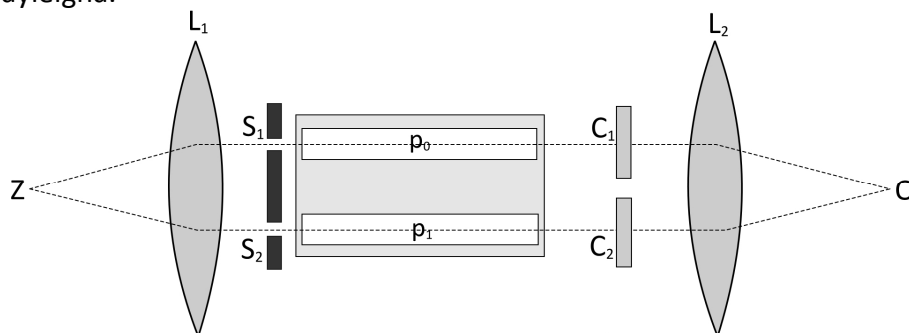 L₁
L₂
S₁
p₀
C₁
Z
O
p₁
S₂
C₂